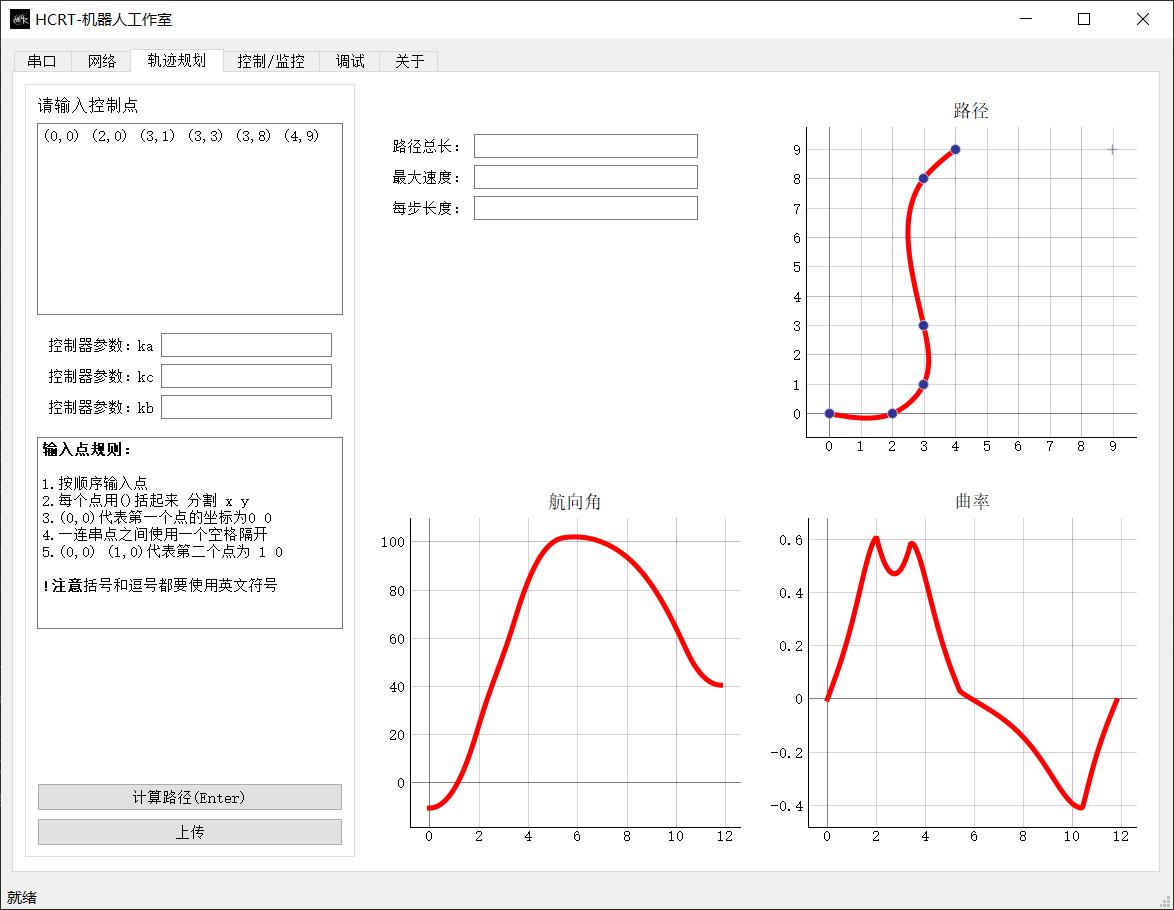 HCRT-机器人工作室
串口 网络 轨迹规划 控制/监控 调试 关于
请输入控制点
(0,0) (2,0) (3,1) (3,3) (3,8) (4,9)
控制器参数：ka
控制器参数：kc
控制器参数：kb
输入点规则：
1.按顺序输入点
2.每个点用()括起来 分割 x y
3.(0,0)代表第一个点的坐标为0 0
4.一连串点之间使用一个空格隔开
5.(0,0) (1,0)代表第二个点为 1 0
!注意括号和逗号都要使用英文符号
计算路径(Enter)
上传
路径总长：
最大速度：
每步长度：
路径
9
8
7
6
5
4
3
2
1
0
0 1 2 3 4 5 6 7 8 9
航向角
100
80
60
40
20
0
0 2 4 6 8 10 12
曲率
0.6
0.4
0.2
0
-0.2
-0.4
0 2 4 6 8 10 12
就绪